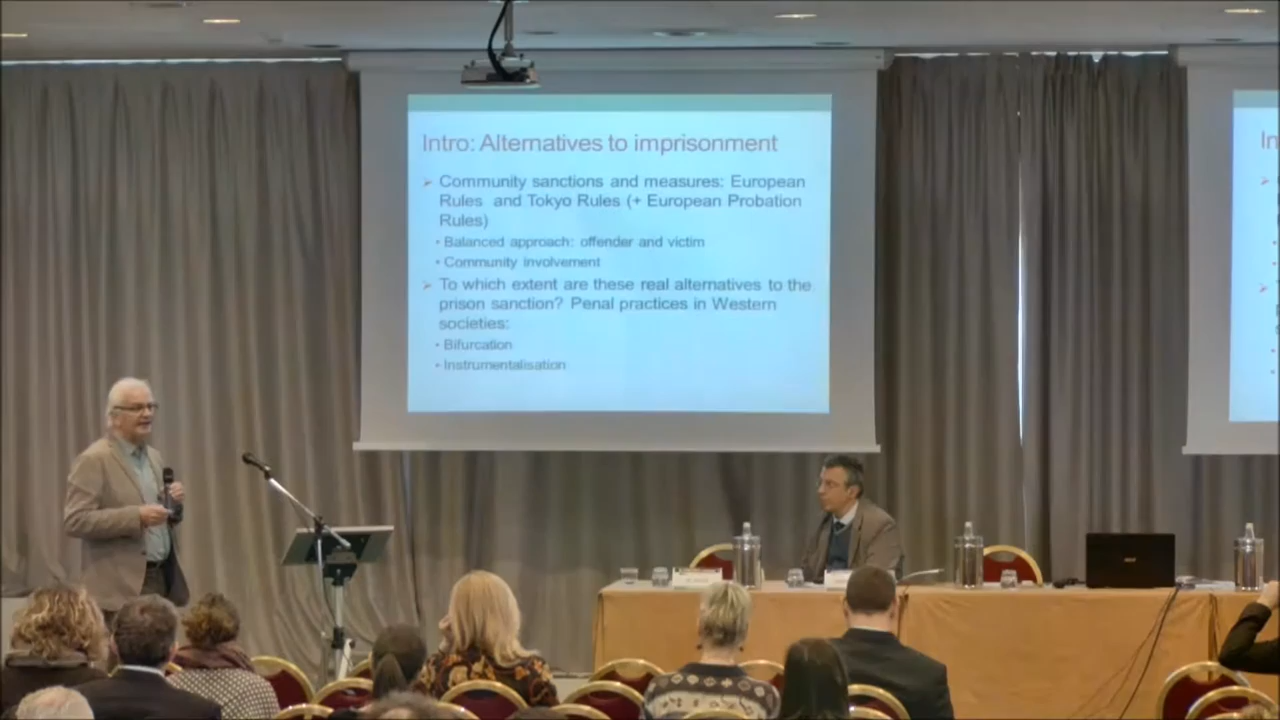 Intro: Alternatives to imprisonment
Community sanctions and measures: European
Rules and Tokyo Rules (+ European Probation
Rules)
• Balanced approach: offender and victim
• Community involvement
To which extent are these real alternatives to the
prison sanction? Penal practices in Western
societies:
• Bifurcation
• Instrumentalisation
In
acer